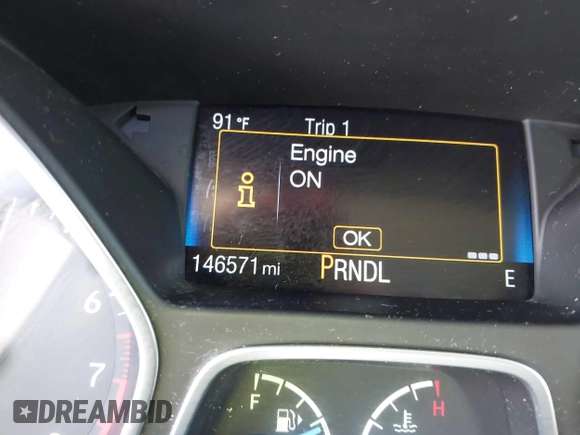 91°F Trip 1
Engine
ON
i
OK
146571 mi PRNDL E
6
7
F H
DREAMBID